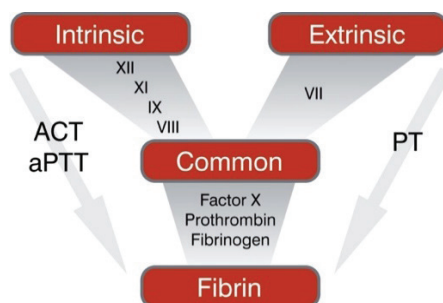 Intrinsic
Extrinsic
XII
XI
IX
VIII
VII
ACT
aPTT
PT
Common
Factor X
Prothrombin
Fibrinogen
Fibrin